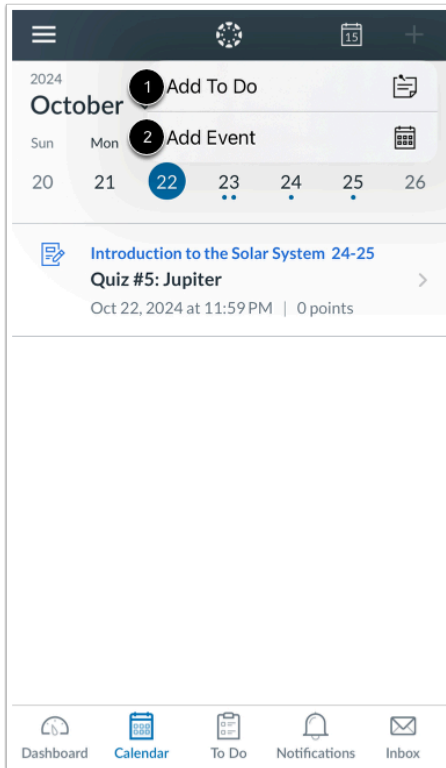 15
2024
October
1 Add To Do
2 Add Event
Sun Mon
20 21 22 23 24 25 26
Introduction to the Solar System 24-25
Quiz #5: Jupiter
Oct 22, 2024 at 11:59 PM | 0 points
Dashboard Calendar To Do Notifications Inbox